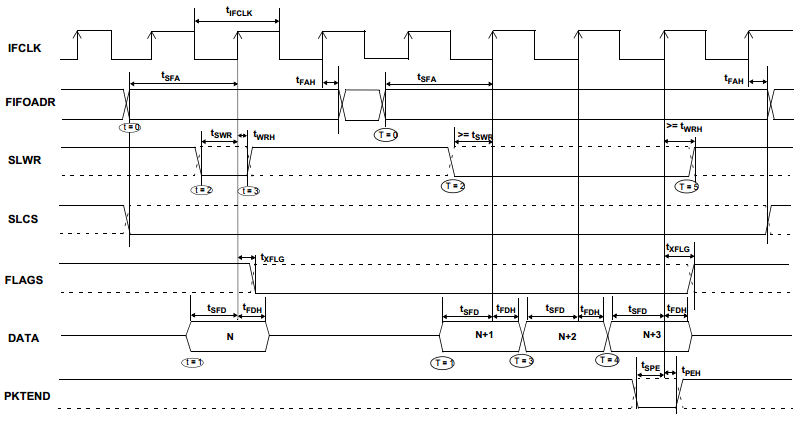 tIFCLK
IFCLK
tSFA
tFAH
tSFA
tFAH
FIFOADR
t = 0
T = 0
tSWR
tWRH
>= tSWR
>= tWRH
SLWR
t = 2
t = 3
T = 2
T = 5
SLCS
tXFLG
tXFLG
FLAGS
tSFD
tFDH
tSFD
tFDH
tSFD
tFDH
tSFD
tFDH
DATA
N
N+1
N+2
N+3
t = 1
T = 1
T = 3
T = 4
tSPE
tPEH
PKTEND